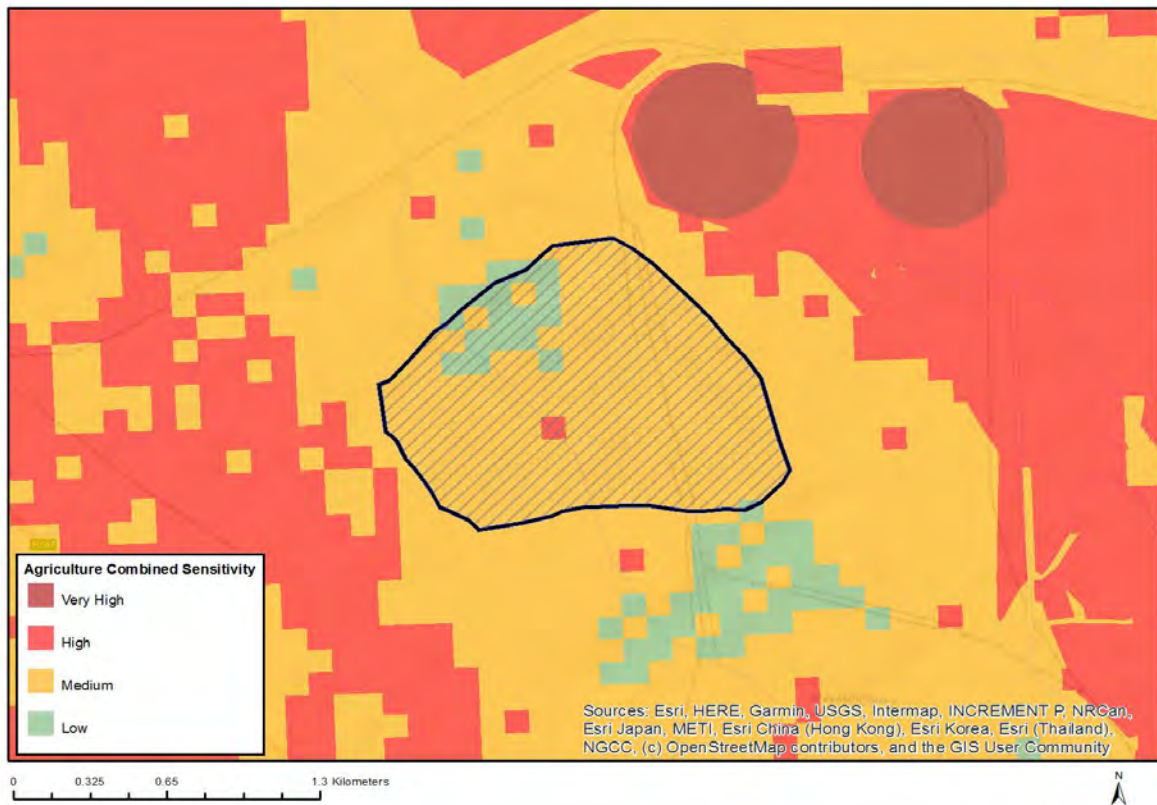 Agriculture Combined Sensitivity
Very High
High
Medium
Low
Sources: Esri, HERE, Garmin, USGS, Intermap, INCREMENT P, NRCan,
Esri Japan, METI, Esri China (Hong Kong), Esri Korea, Esri (Thailand),
NGCC, (c) OpenStreetMap contributors, and the GIS User Community
0 0.325 0.65 1.3 Kilometers
N